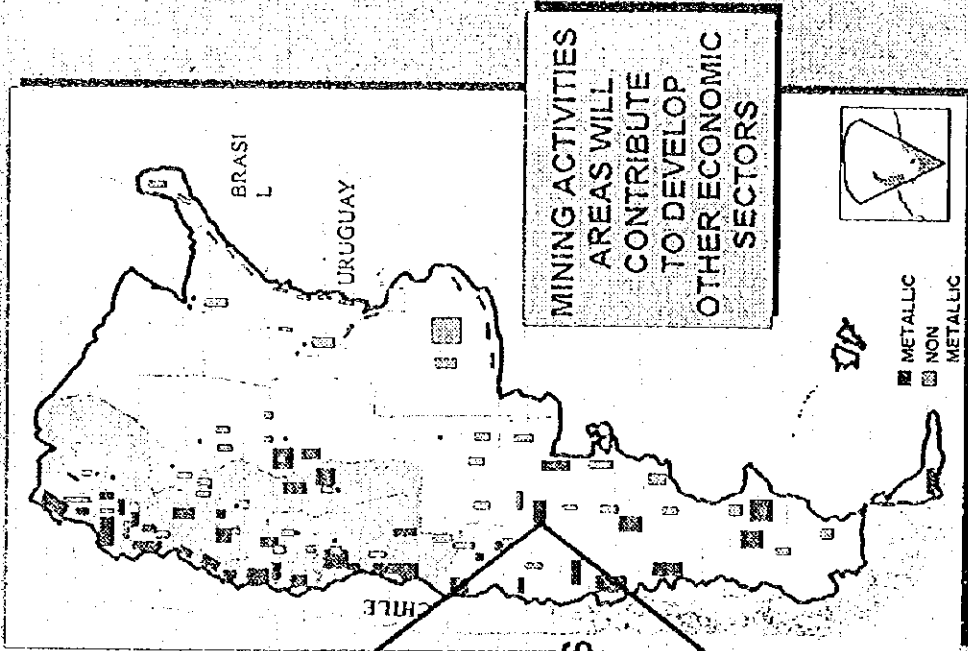 BRASI
L
URUGUAY
CHILE
MINING ACTIVITIES
AREAS WILL
CONTRIBUTE
TO DEVELOP
OTHER ECONOMIC
SECTORS
METALLIC
NON
METALLIC